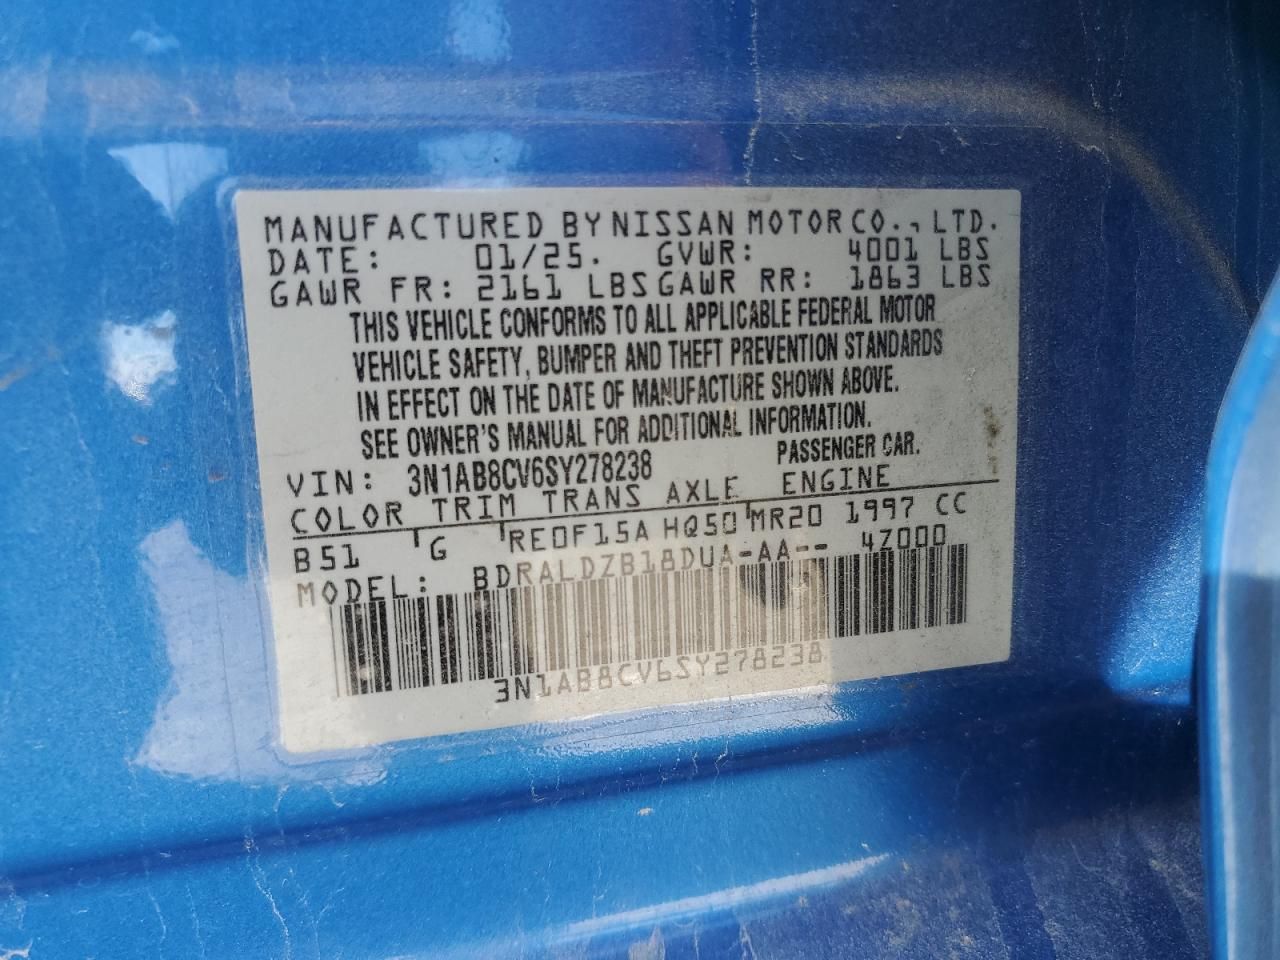 MANUFACTURED BY NISSAN MOTOR CO., LTD.
DATE: 01/25. GVWR: 4001 LBS
GAWR FR: 2161 LBS GAWR RR: 1863 LBS
THIS VEHICLE CONFORMS TO ALL APPLICABLE FEDERAL MOTOR
VEHICLE SAFETY, BUMPER AND THEFT PREVENTION STANDARDS
IN EFFECT ON THE DATE OF MANUFACTURE SHOWN ABOVE.
SEE OWNER'S MANUAL FOR ADDITIONAL INFORMATION.
VIN: 3N1AB8CV6SY278238 PASSENGER CAR.
COLOR TRIM TRANS AXLE ENGINE
B51 G RE0F15A HQ50 MR20 1997 CC
MODEL: BDRALDZB18DUA-AA-- 4Z000
3N1AB8CV6SY278238